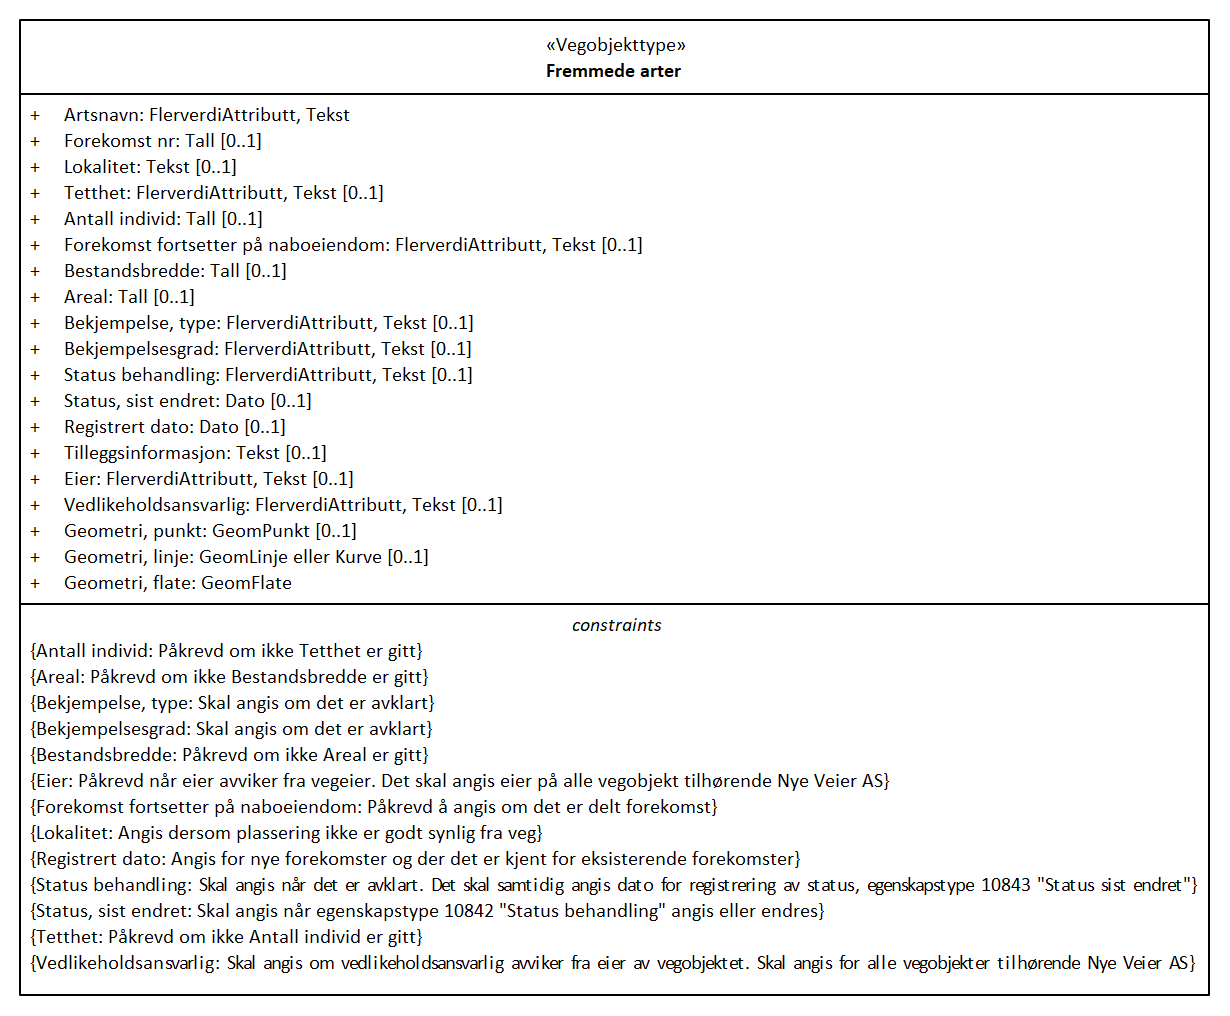 «Vegobjekttype»
Fremmede arter
+ Artsnavn: FlerverdiAttributt, Tekst
+ Forekomst nr: Tall [0..1]
+ Lokalitet: Tekst [0..1]
+ Tetthet: FlerverdiAttributt, Tekst [0..1]
+ Antall individ: Tall [0..1]
+ Forekomst fortsetter på naboeiendom: FlerverdiAttributt, Tekst [0..1]
+ Bestandsbredde: Tall [0..1]
+ Areal: Tall [0..1]
+ Bekjempelse, type: FlerverdiAttributt, Tekst [0..1]
+ Bekjempelsesgrad: FlerverdiAttributt, Tekst [0..1]
+ Status behandling: FlerverdiAttributt, Tekst [0..1]
+ Status, sist endret: Dato [0..1]
+ Registrert dato: Dato [0..1]
+ Tilleggsinformasjon: Tekst [0..1]
+ Eier: FlerverdiAttributt, Tekst [0..1]
+ Vedlikeholdsansvarlig: FlerverdiAttributt, Tekst [0..1]
+ Geometri, punkt: GeomPunkt [0..1]
+ Geometri, linje: GeomLinje eller Kurve [0..1]
+ Geometri, flate: GeomFlate
constraints
{Antall individ: Påkrevd om ikke Tetthet er gitt}
{Areal: Påkrevd om ikke Bestandsbredde er gitt}
{Bekjempelse, type: Skal angis om det er avklart}
{Bekjempelsesgrad: Skal angis om det er avklart}
{Bestandsbredde: Påkrevd om ikke Areal er gitt}
{Eier: Påkrevd når eier avviker fra vegeier. Det skal angis eier på alle vegobjekt tilhørende Nye Veier AS}
{Forekomst fortsetter på naboeiendom: Påkrevd å angis om det er delt forekomst}
{Lokalitet: Angis dersom plassering ikke er godt synlig fra veg}
{Registrert dato: Angis for nye forekomster og der det er kjent for eksisterende forekomster}
{Status behandling: Skal angis når det er avklart. Det skal samtidig angis dato for registrering av status, egenskapstype 10843 "Status sist endret"}
{Status, sist endret: Skal angis når egenskapstype 10842 "Status behandling" angis eller endres}
{Tetthet: Påkrevd om ikke Antall individ er gitt}
{Vedlikeholdsansvarlig: Skal angis om vedlikeholdsansvarlig avviker fra eier av vegobjektet. Skal angis for alle vegobjekter tilhørende Nye Veier AS}